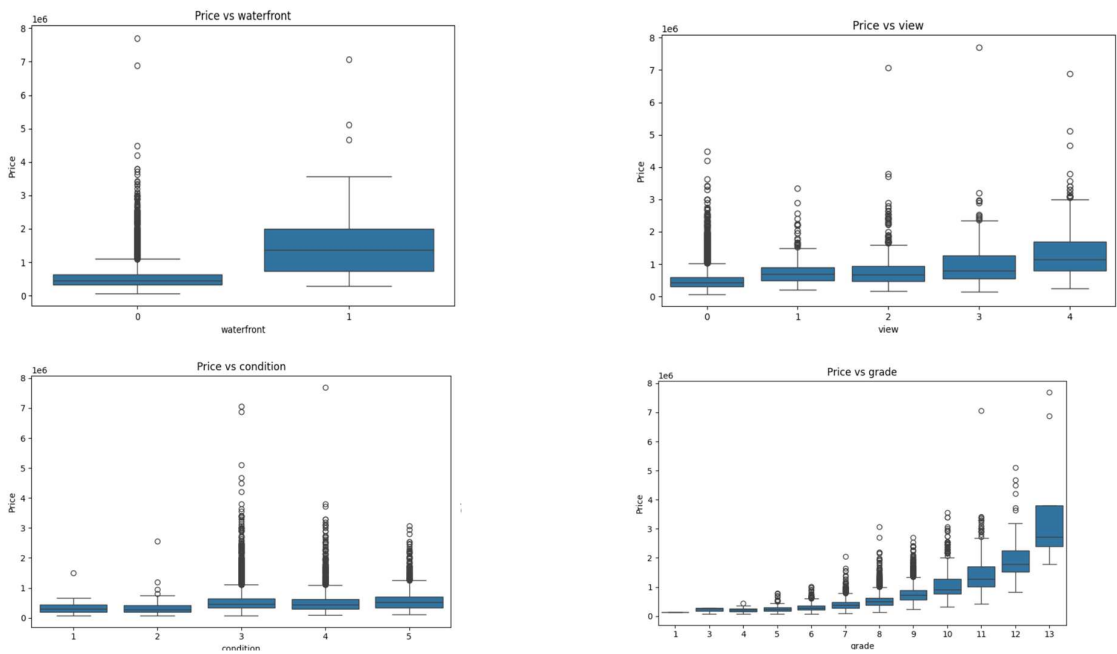 Price vs waterfront
1e6
8
7
6
5
4
3
2
1
0
Price
0 1
waterfront
Price vs view
1e6
8
7
6
5
4
3
2
1
0
Price
0 1 2 3 4
view
Price vs condition
1e6
8
7
6
5
4
3
2
1
0
Price
1 2 3 4 5
condition
Price vs grade
1e6
8
7
6
5
4
3
2
1
0
Price
1 3 4 5 6 7 8 9 10 11 12 13
grade